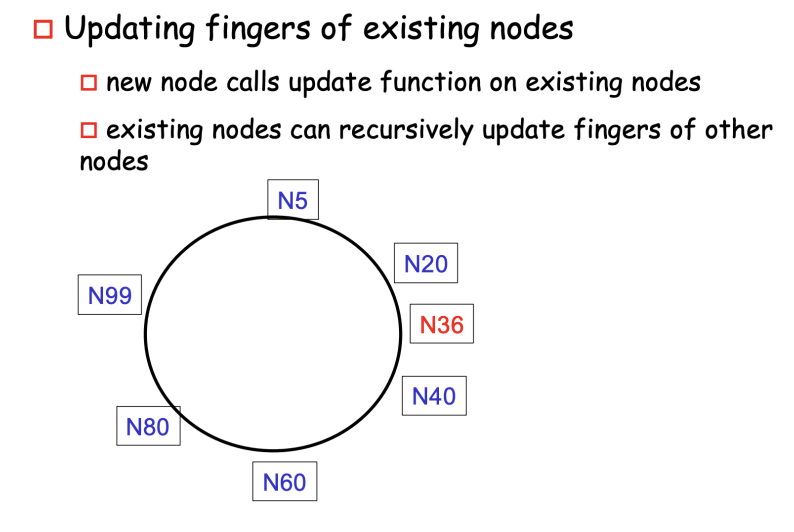 Updating fingers of existing nodes
new node calls update function on existing nodes
existing nodes can recursively update fingers of other
nodes
N5
N20
N99
N36
N40
N80
N60